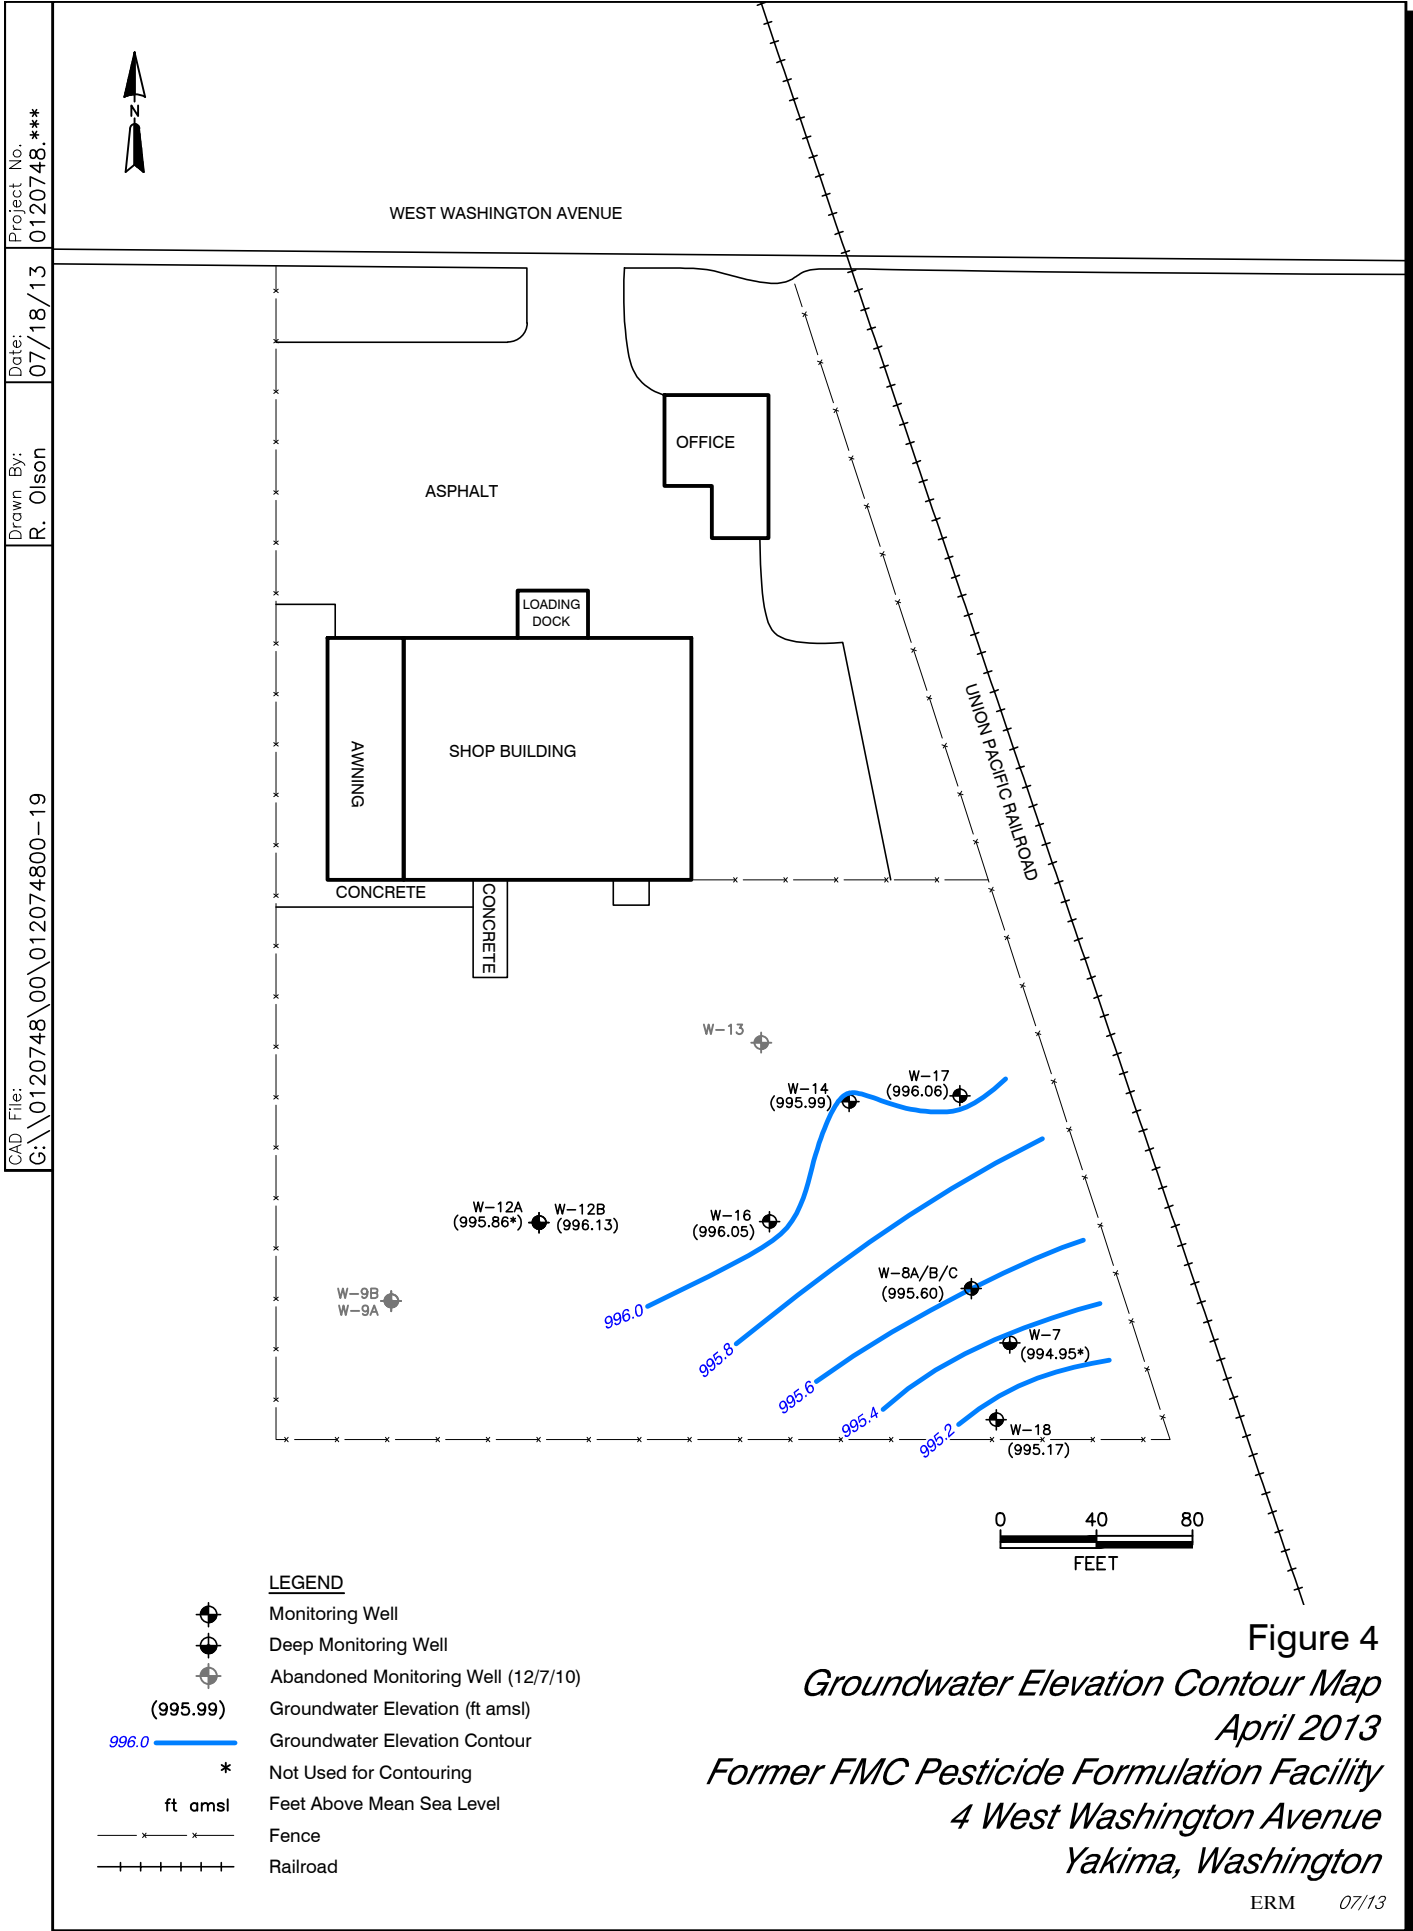 Project No.
0120748.***
Date:
07/18/13
Drawn By:
R. Olson
CAD File:
G:\\0120748\00\012074800-19
N
WEST WASHINGTON AVENUE
OFFICE
ASPHALT
LOADING
DOCK
AWNING
SHOP BUILDING
UNION PACIFIC RAILROAD
CONCRETE
CONCRETE
W-13
W-14
(995.99)
W-17
(996.06)
W-12A
(995.86*)
W-12B
(996.13)
W-16
(996.05)
W-9B
W-9A
W-8A/B/C
(995.60)
W-7
(994.95*)
W-18
(995.17)
996.0
995.8
995.6
995.4
995.2
0 40 80
FEET
LEGEND
Monitoring Well
Deep Monitoring Well
Abandoned Monitoring Well (12/7/10)
(995.99) Groundwater Elevation (ft amsl)
996.0 Groundwater Elevation Contour
* Not Used for Contouring
ft amsl Feet Above Mean Sea Level
Fence
Railroad
Figure 4
Groundwater Elevation Contour Map
April 2013
Former FMC Pesticide Formulation Facility
4 West Washington Avenue
Yakima, Washington
ERM 07/13